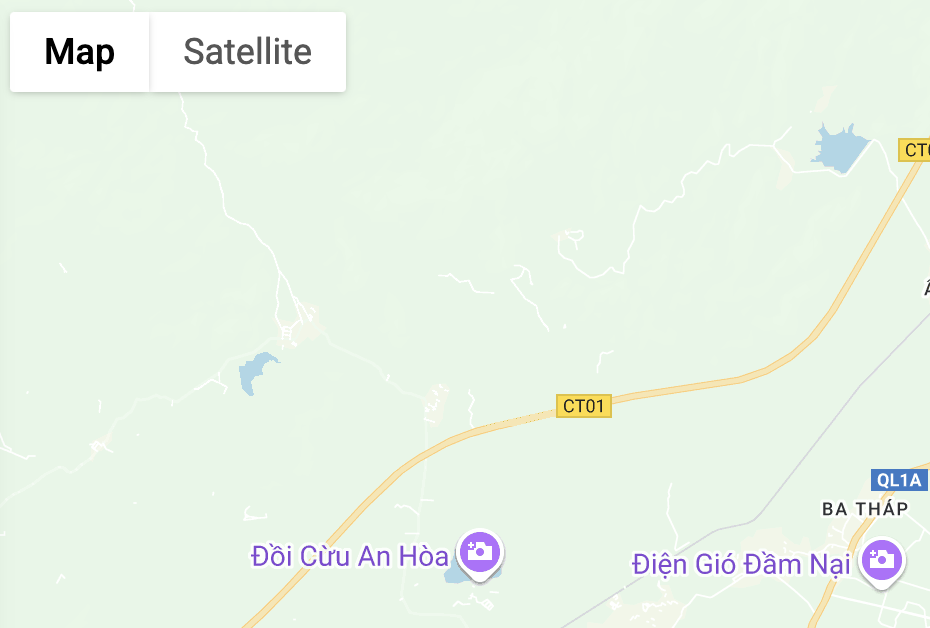 Map
Satellite
CT01
QL1A
BA THÁP
Đồi Cừu An Hòa
Điện Gió Đầm Nại